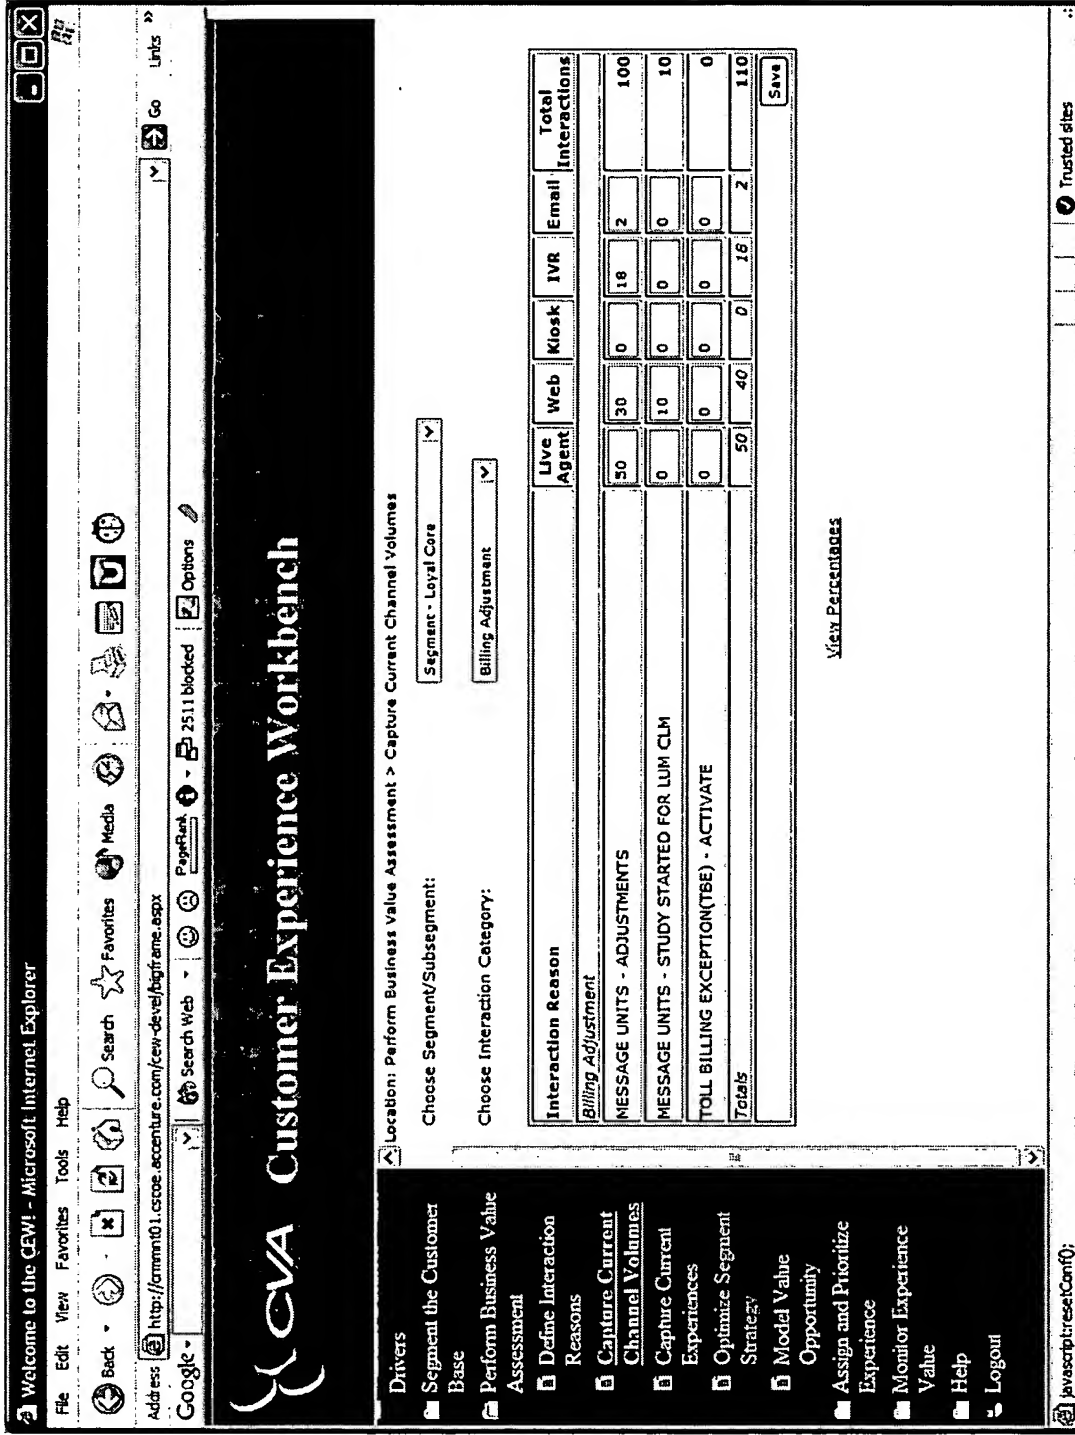 Welcome to the CEW! - Microsoft Internet Explorer
File Edit View Favorites Tools Help
Back Search Favorites Media
Address http://crmnt01.cscoe.accenture.com/cew-devel/bigframe.aspx Go Links »
Google Search Web PageRank 2511 blocked Options
CVA Customer Experience Workbench
Drivers
Segment the Customer
Base
Perform Business Value
Assessment
Define Interaction
Reasons
Capture Current
Channel Volumes
Capture Current
Experiences
Optimize Segment
Strategy
Model Value
Opportunity
Assign and Prioritize
Experience
Monitor Experience
Value
Help
Logout
Location: Perform Business Value Assessment > Capture Current Channel Volumes
Choose Segment/Subsegment: Segment - Loyal Core
Choose Interaction Category: Billing Adjustment
Interaction Reason Live Agent Web Kiosk IVR Email Total Interactions
Billing Adjustment
MESSAGE UNITS - ADJUSTMENTS 50 30 0 18 2 100
MESSAGE UNITS - STUDY STARTED FOR LUM CLM 0 10 0 0 0 10
TOLL BILLING EXCEPTION(TBE) - ACTIVATE 0 0 0 0 0 0
Totals 50 40 0 18 2 110
Save
View Percentages
javascript:resetConf0; Trusted sites